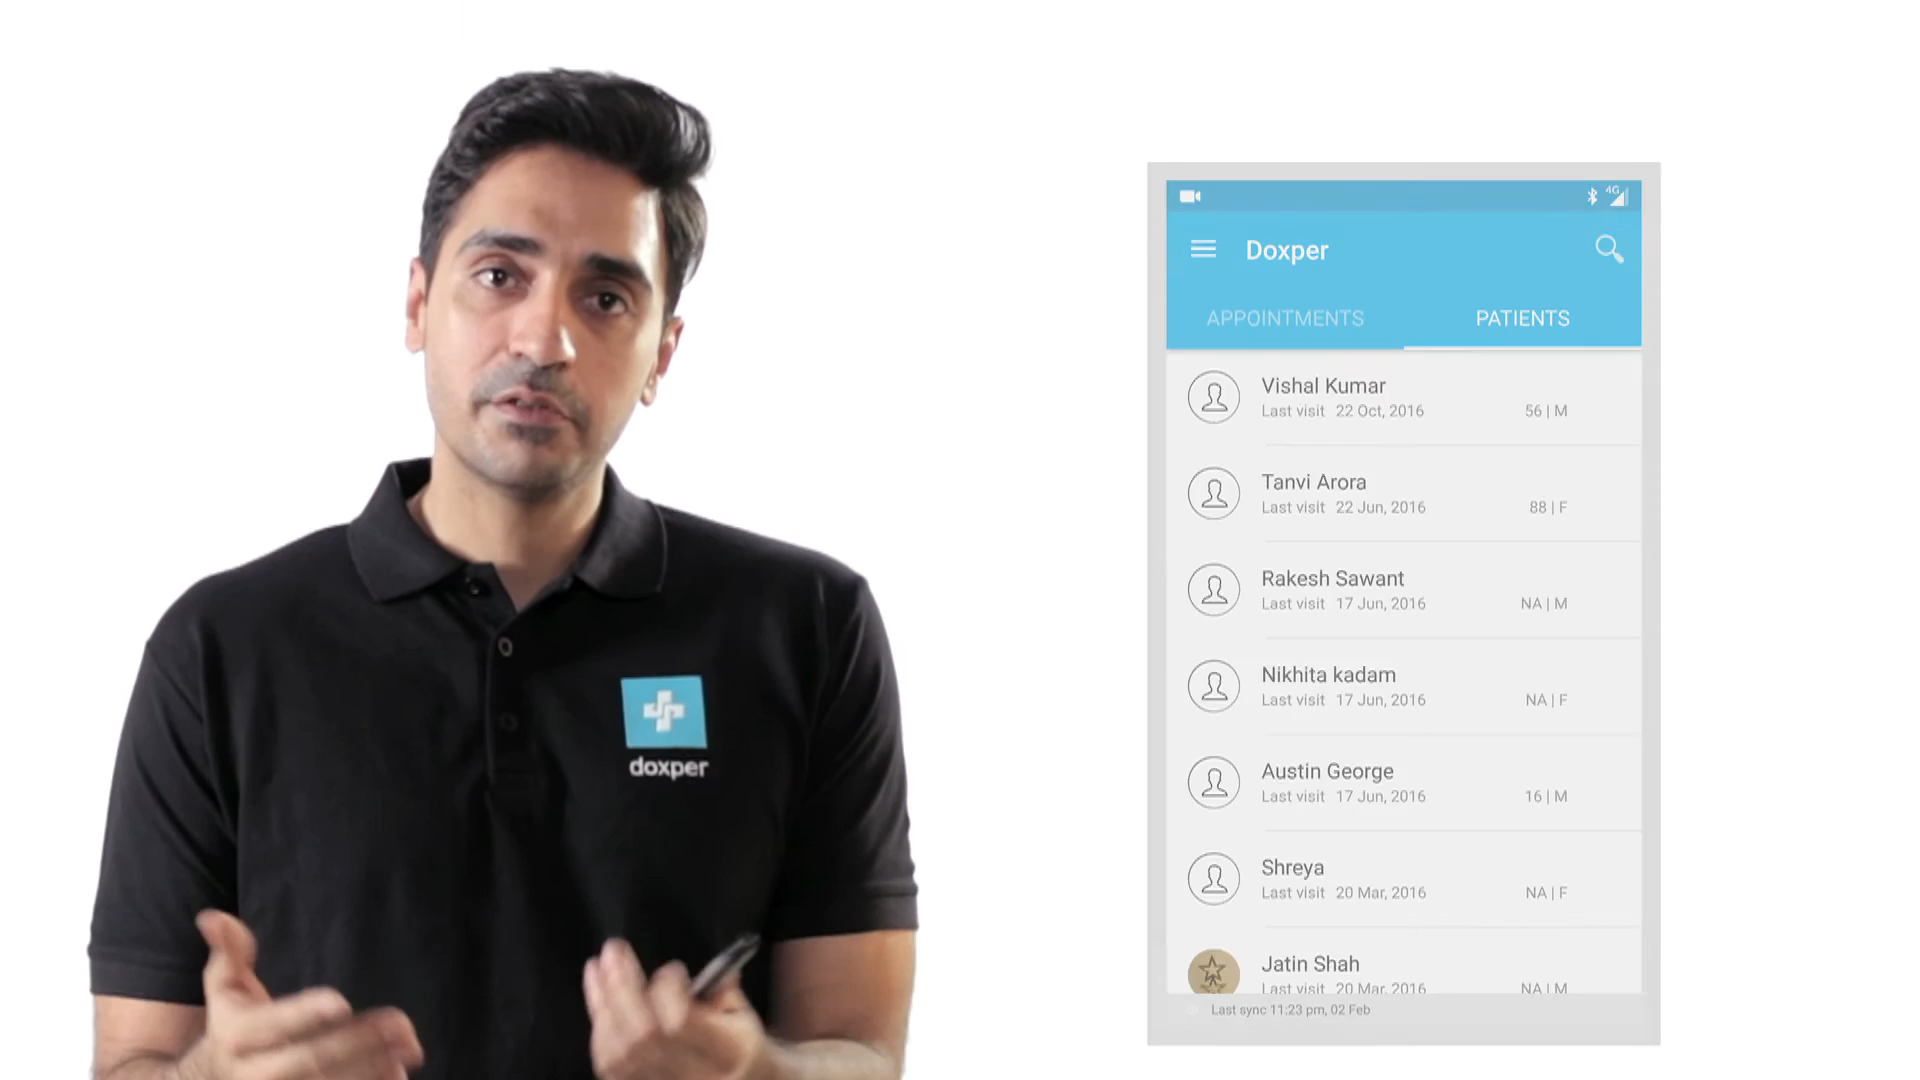 doxper
4G
Doxper
APPOINTMENTS PATIENTS
Vishal Kumar
Last visit 22 Oct, 2016 56 | M
Tanvi Arora
Last visit 22 Jun, 2016 88 | F
Rakesh Sawant
Last visit 17 Jun, 2016 NA | M
Nikhita kadam
Last visit 17 Jun, 2016 NA | F
Austin George
Last visit 17 Jun, 2016 16 | M
Shreya
Last visit 20 Mar, 2016 NA | F
Jatin Shah
Last visit 20 Mar, 2016 NA | M
Last sync 11:23 pm, 02 Feb